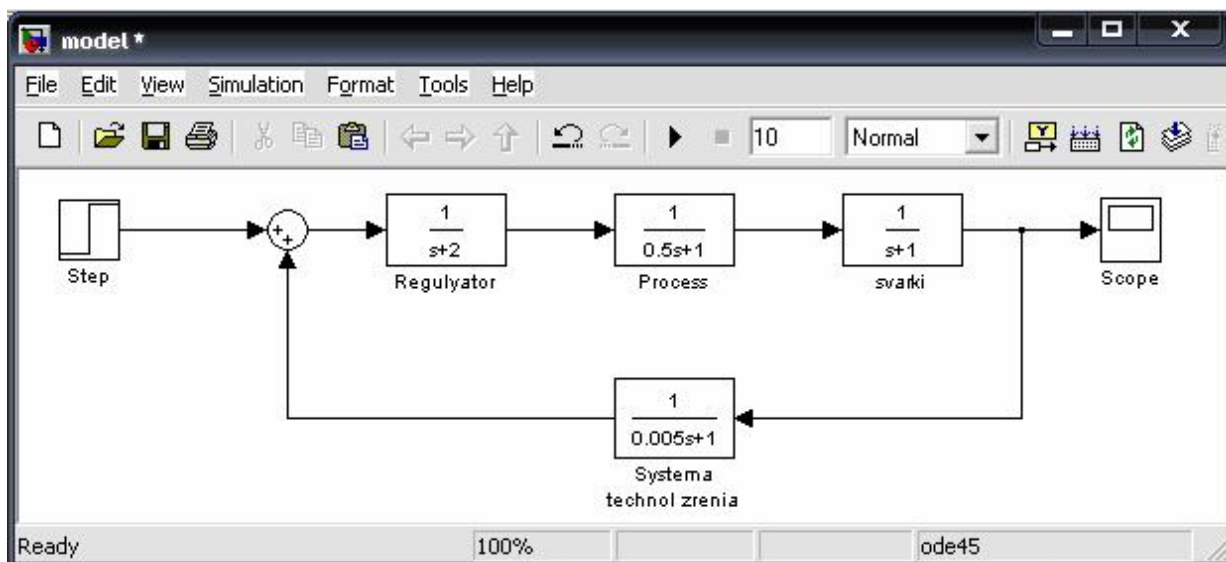 model *
File Edit View Simulation Format Tools Help
10 Normal
Step
+
+
1
s+2
Regulyator
1
0.5s+1
Process
1
s+1
svarki
Scope
1
0.005s+1
Systema
technol zrenia
Ready 100% ode45